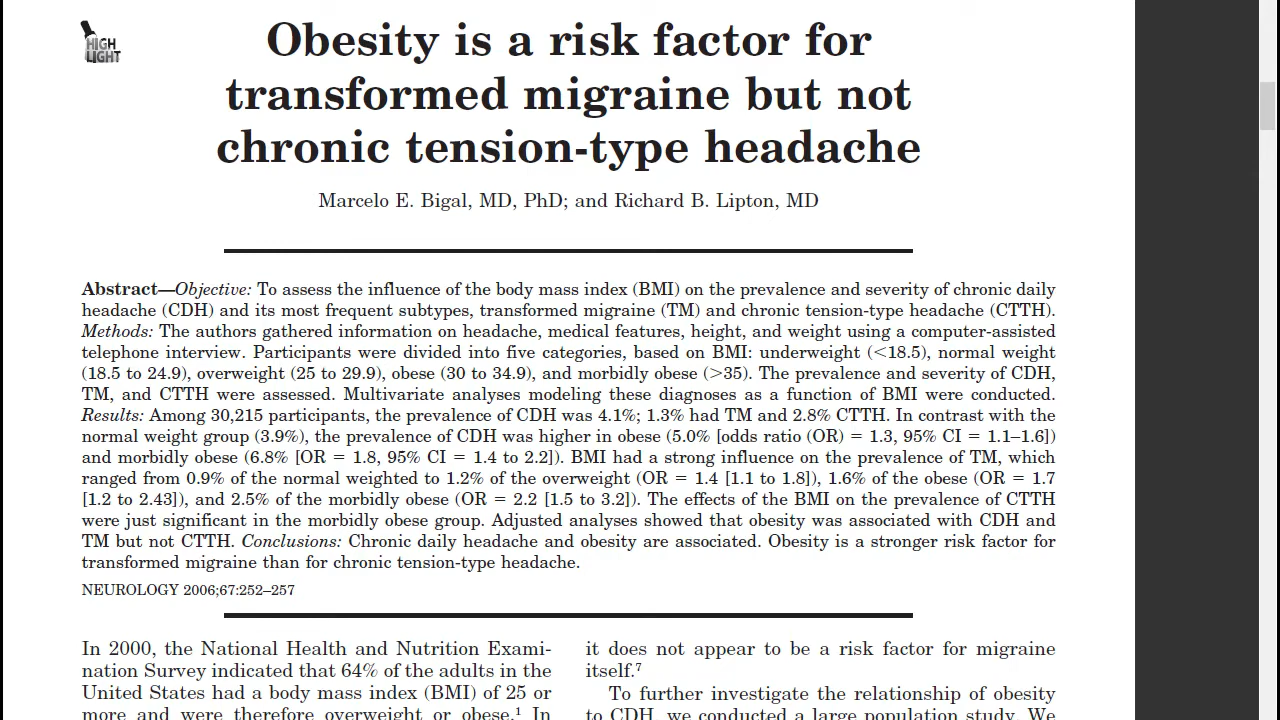 HIGH
LIGHT
Obesity is a risk factor for
transformed migraine but not
chronic tension-type headache
Marcelo E. Bigal, MD, PhD; and Richard B. Lipton, MD
Abstract—Objective: To assess the influence of the body mass index (BMI) on the prevalence and severity of chronic daily
headache (CDH) and its most frequent subtypes, transformed migraine (TM) and chronic tension-type headache (CTTH).
Methods: The authors gathered information on headache, medical features, height, and weight using a computer-assisted
telephone interview. Participants were divided into five categories, based on BMI: underweight (<18.5), normal weight
(18.5 to 24.9), overweight (25 to 29.9), obese (30 to 34.9), and morbidly obese (>35). The prevalence and severity of CDH,
TM, and CTTH were assessed. Multivariate analyses modeling these diagnoses as a function of BMI were conducted.
Results: Among 30,215 participants, the prevalence of CDH was 4.1%; 1.3% had TM and 2.8% CTTH. In contrast with the
normal weight group (3.9%), the prevalence of CDH was higher in obese (5.0% [odds ratio (OR) = 1.3, 95% CI = 1.1–1.6])
and morbidly obese (6.8% [OR = 1.8, 95% CI = 1.4 to 2.2]). BMI had a strong influence on the prevalence of TM, which
ranged from 0.9% of the normal weighted to 1.2% of the overweight (OR = 1.4 [1.1 to 1.8]), 1.6% of the obese (OR = 1.7
[1.2 to 2.43]), and 2.5% of the morbidly obese (OR = 2.2 [1.5 to 3.2]). The effects of the BMI on the prevalence of CTTH
were just significant in the morbidly obese group. Adjusted analyses showed that obesity was associated with CDH and
TM but not CTTH. Conclusions: Chronic daily headache and obesity are associated. Obesity is a stronger risk factor for
transformed migraine than for chronic tension-type headache.
NEUROLOGY 2006;67:252–257
In 2000, the National Health and Nutrition Exami-
nation Survey indicated that 64% of the adults in the
United States had a body mass index (BMI) of 25 or
more and were therefore overweight or obese.¹ In
it does not appear to be a risk factor for migraine
itself.⁷
To further investigate the relationship of obesity
to CDH, we conducted a large population study. We